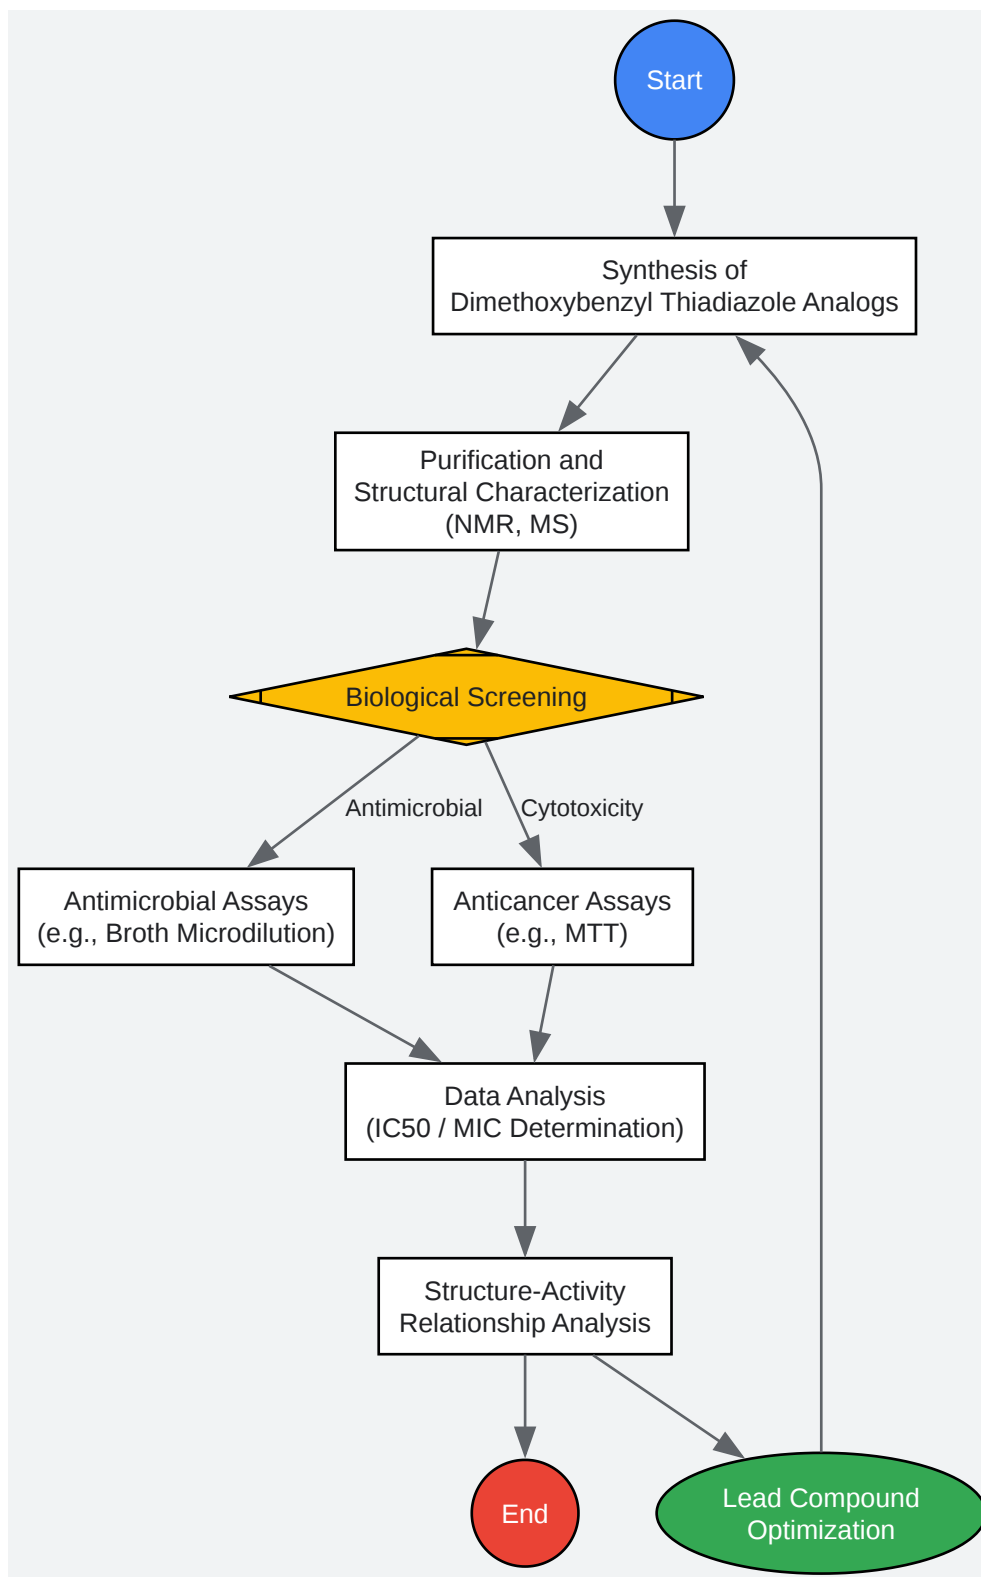 Start
Synthesis of
Dimethoxybenzyl Thiadiazole Analogs
Purification and
Structural Characterization
(NMR, MS)
Biological Screening
Antimicrobial
Cytotoxicity
Antimicrobial Assays
(e.g., Broth Microdilution)
Anticancer Assays
(e.g., MTT)
Data Analysis
(IC50 / MIC Determination)
Structure-Activity
Relationship Analysis
End
Lead Compound
Optimization